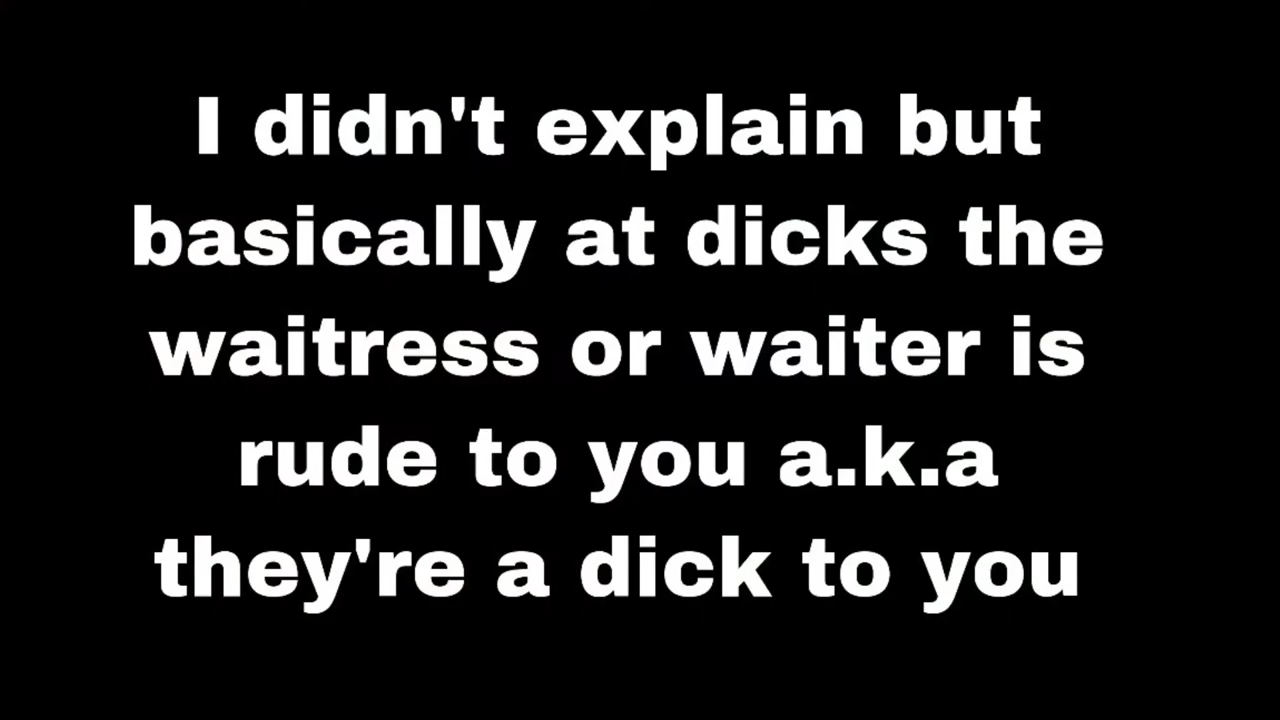 I didn't explain but
basically at dicks the
waitress or waiter is
rude to you a.k.a
they're a dick to you